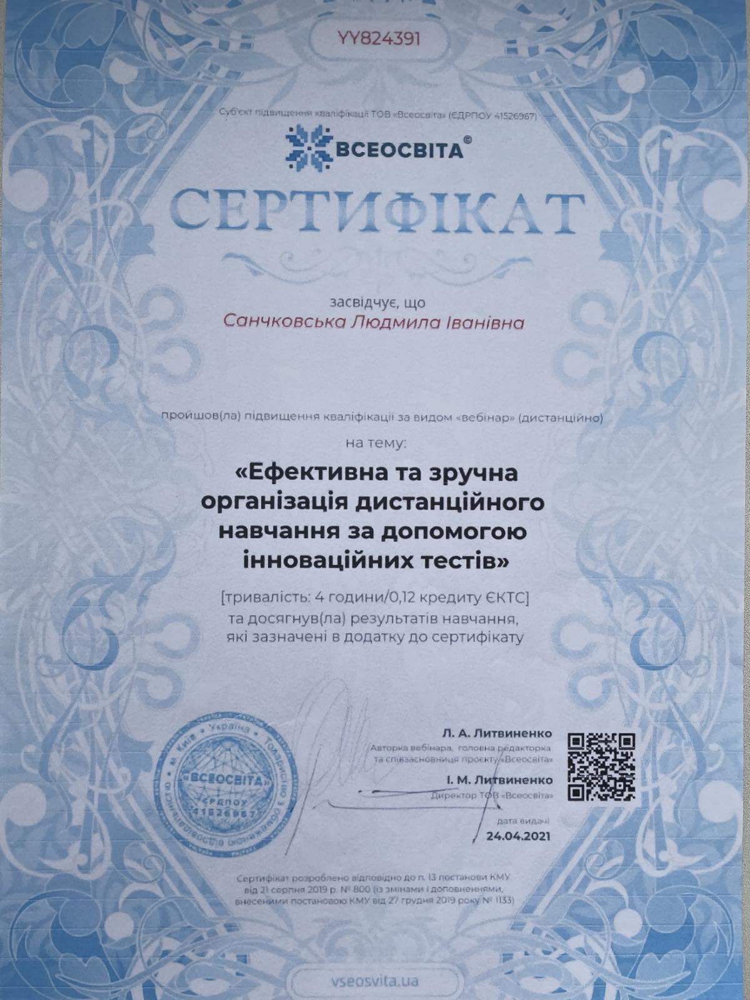 YY824391
Суб'єкт підвищення кваліфікації ТОВ «Всеосвіта» (ЄДРПОУ 41526967)
ВСЕОСВІТА©
СЕРТИФІКАТ
засвідчує, що
Санчковська Людмила Іванівна
пройшов(ла) підвищення кваліфікації за видом «вебінар» (дистанційно)
на тему:
«Ефективна та зручна
організація дистанційного
навчання за допомогою
інноваційних тестів»
[тривалість: 4 години/0,12 кредиту ЄКТС]
та досягнув(ла) результатів навчання,
які зазначені в додатку до сертифікату
Л. А. Литвиненко
Авторка вебінара, головна редакторка
та співзасновниця проєкту «Всеосвіта»
І. М. Литвиненко
Директор ТОВ «Всеосвіта»
дата видачі
24.04.2021
м. Київ • Україна • Товариство з обмеженою
«ВСЕОСВІТА»
ЄРДПОУ
41526967
Сертифікат розроблено відповідно до п. 13 постанови КМУ
від 21 серпня 2019 р. № 800 (із змінами і доповненнями,
внесеними постановою КМУ від 27 грудня 2019 року № 1133)
vseosvita.ua